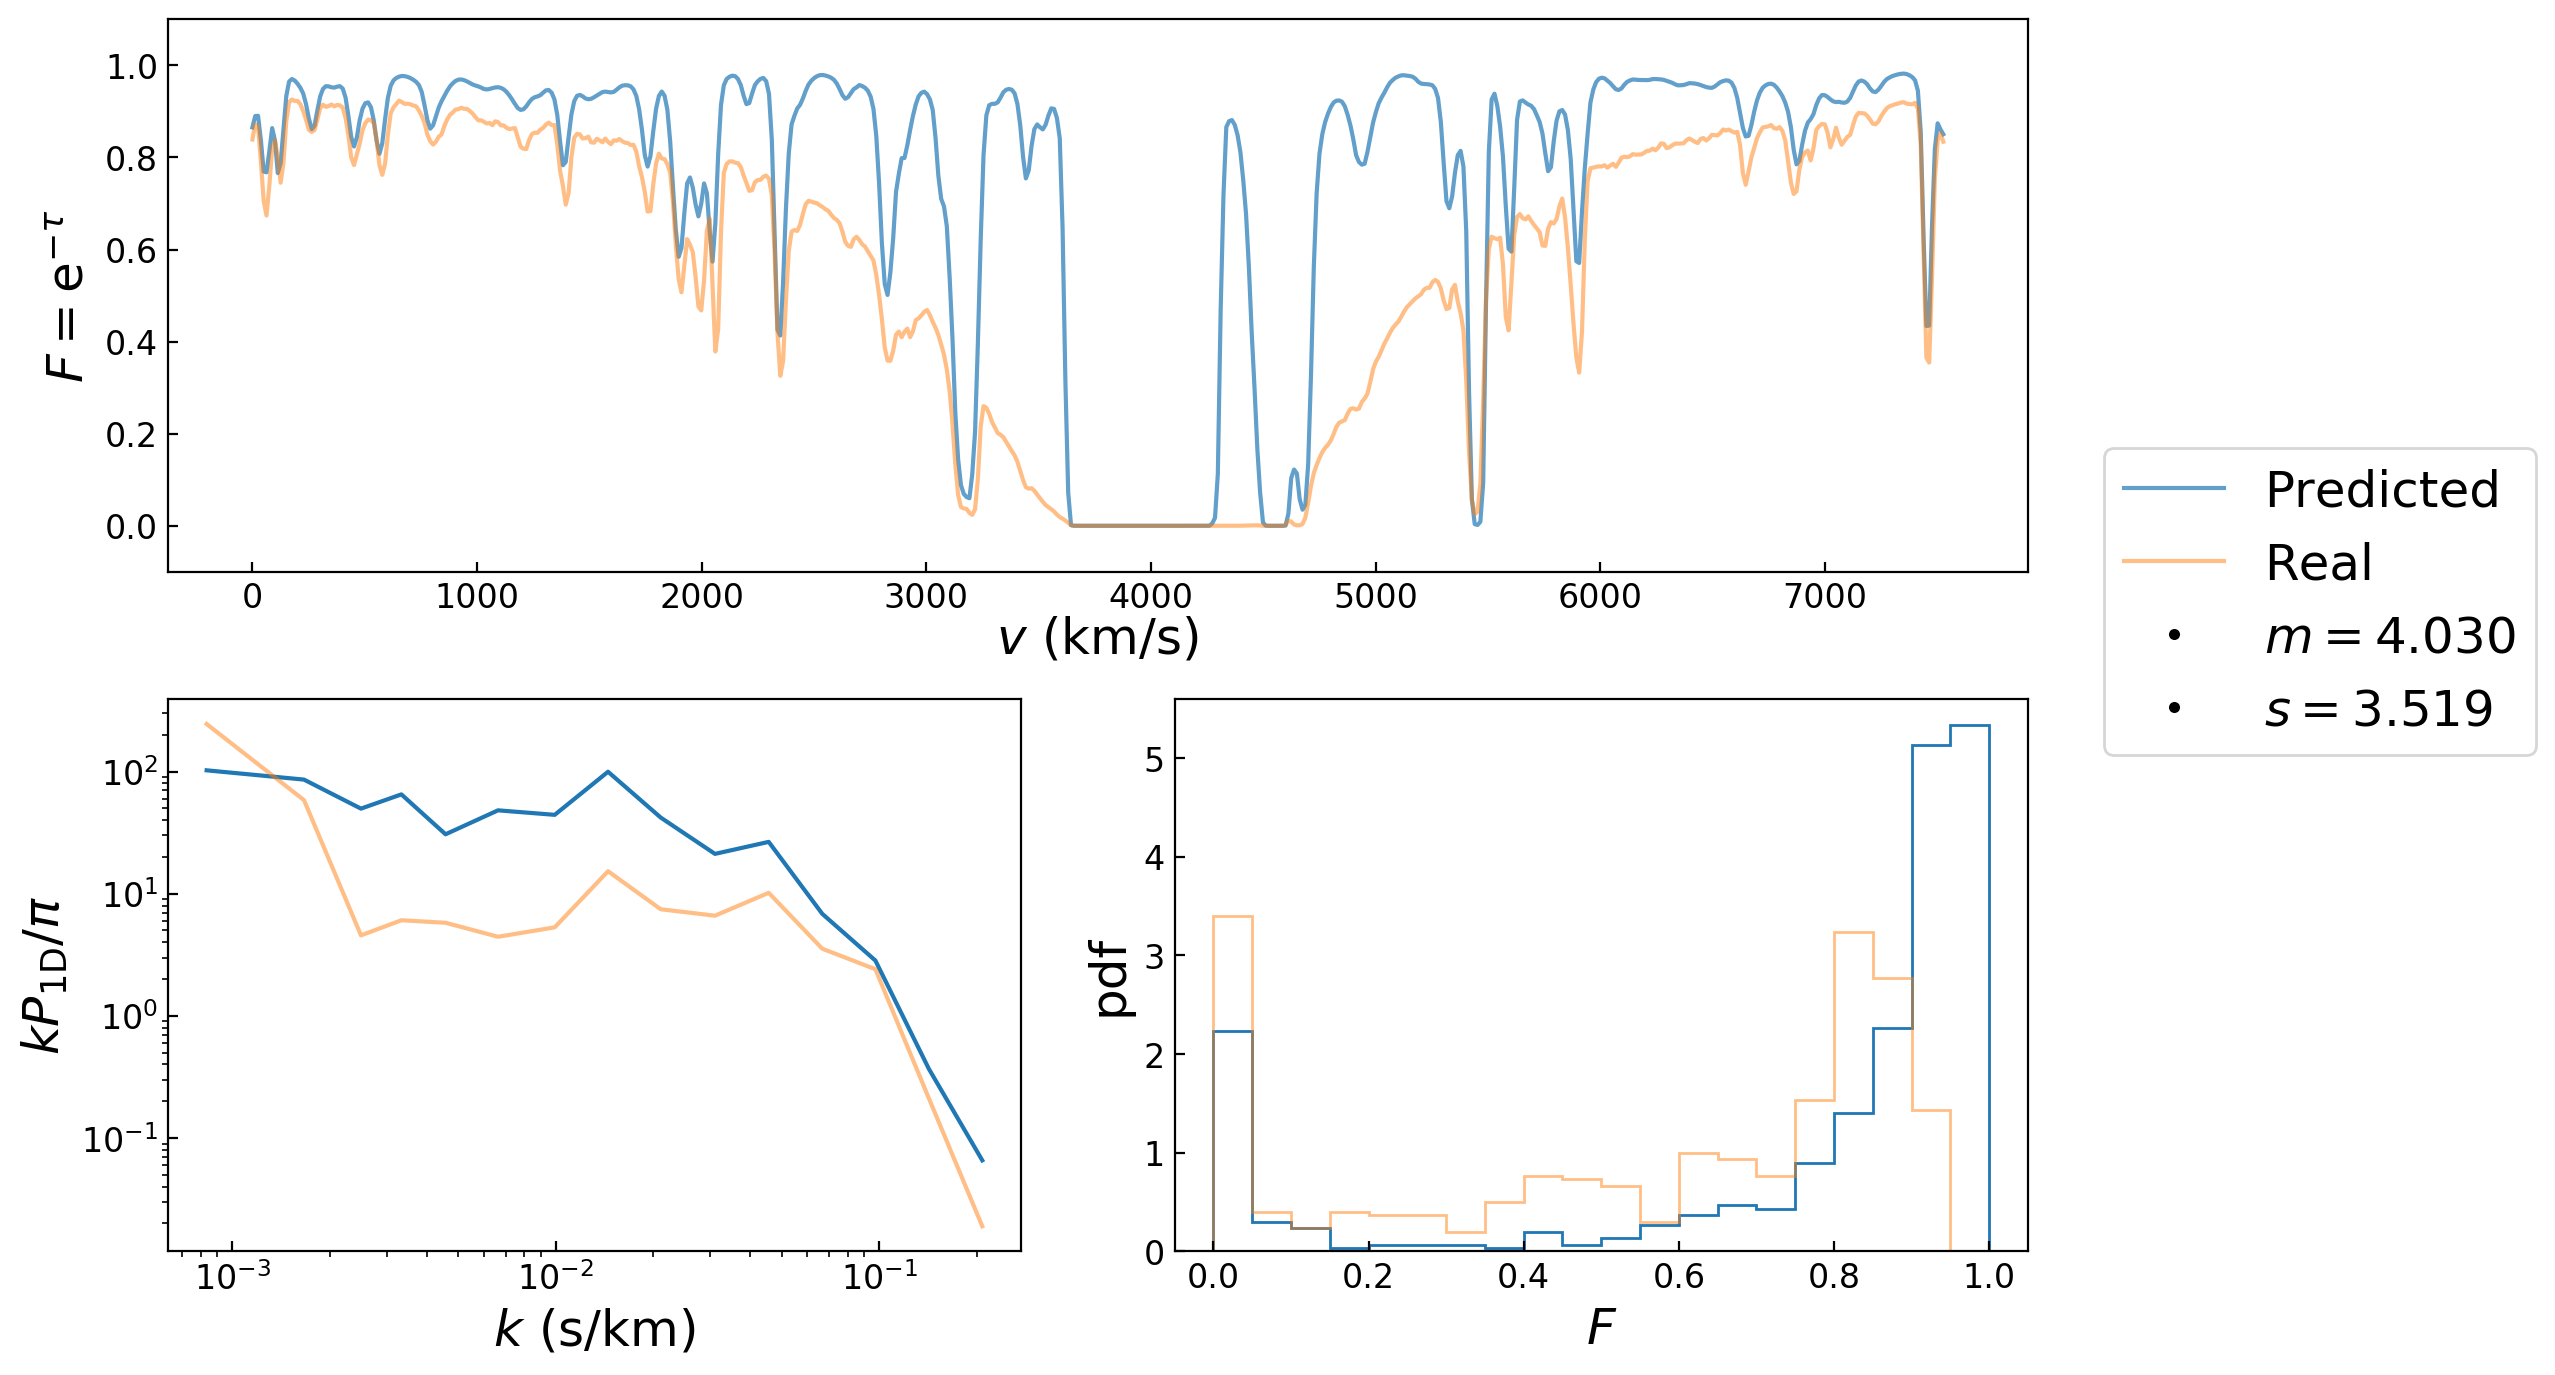 F = e^{-τ}
1.0
0.8
0.6
0.4
0.2
0.0
0 1000 2000 3000 4000 5000 6000 7000
v (km/s)
Predicted
Real
• m = 4.030
• s = 3.519
kP_{1D}/π
10^2
10^1
10^0
10^{-1}
10^{-3} 10^{-2} 10^{-1}
k (s/km)
pdf
5
4
3
2
1
0
0.0 0.2 0.4 0.6 0.8 1.0
F